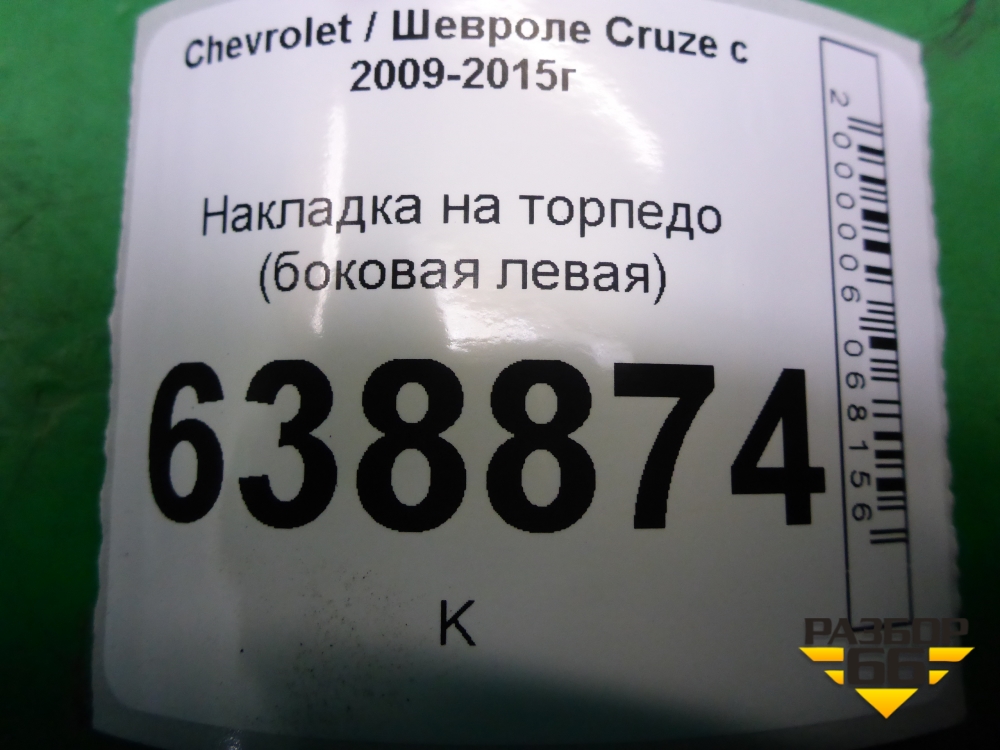 Chevrolet / Шевроле Cruze с
2009-2015г
Накладка на торпедо
(боковая левая)
638874
К
2000006068156
РАЗБОР
66